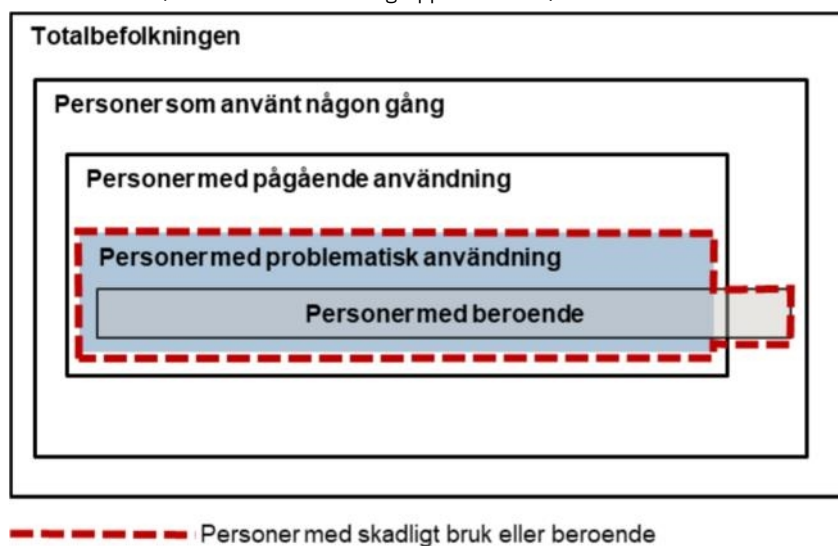 Totalbefolkningen
Personer som använt någon gång
Personer med pågående användning
Personer med problematisk användning
Personer med beroende
Personer med skadligt bruk eller beroende